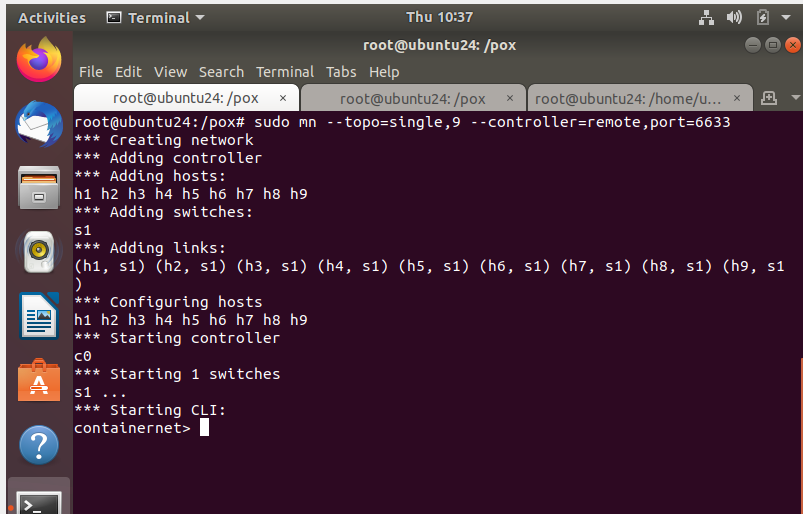 Activities Terminal Thu 10:37
root@ubuntu24: /pox
File Edit View Search Terminal Tabs Help
root@ubuntu24: /pox × root@ubuntu24: /pox × root@ubuntu24: /home/u... ×
root@ubuntu24:/pox# sudo mn --topo=single,9 --controller=remote,port=6633
*** Creating network
*** Adding controller
*** Adding hosts:
h1 h2 h3 h4 h5 h6 h7 h8 h9
*** Adding switches:
s1
*** Adding links:
(h1, s1) (h2, s1) (h3, s1) (h4, s1) (h5, s1) (h6, s1) (h7, s1) (h8, s1) (h9, s1
)
*** Configuring hosts
h1 h2 h3 h4 h5 h6 h7 h8 h9
*** Starting controller
c0
*** Starting 1 switches
s1 ...
*** Starting CLI:
containernet>